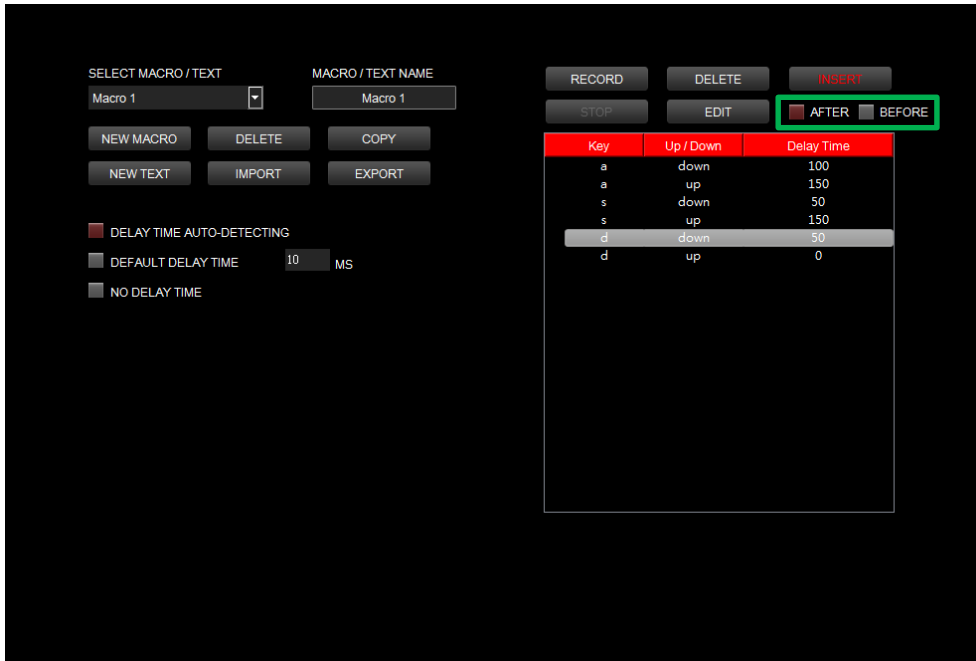 SELECT MACRO / TEXT
MACRO / TEXT NAME
Macro 1
Macro 1
NEW MACRO
DELETE
COPY
NEW TEXT
IMPORT
EXPORT
DELAY TIME AUTO-DETECTING
DEFAULT DELAY TIME 10 MS
NO DELAY TIME
RECORD
DELETE
INSERT
STOP
EDIT
AFTER
BEFORE
Key Up / Down Delay Time
a down 100
a up 150
s down 50
s up 150
d down 50
d up 0